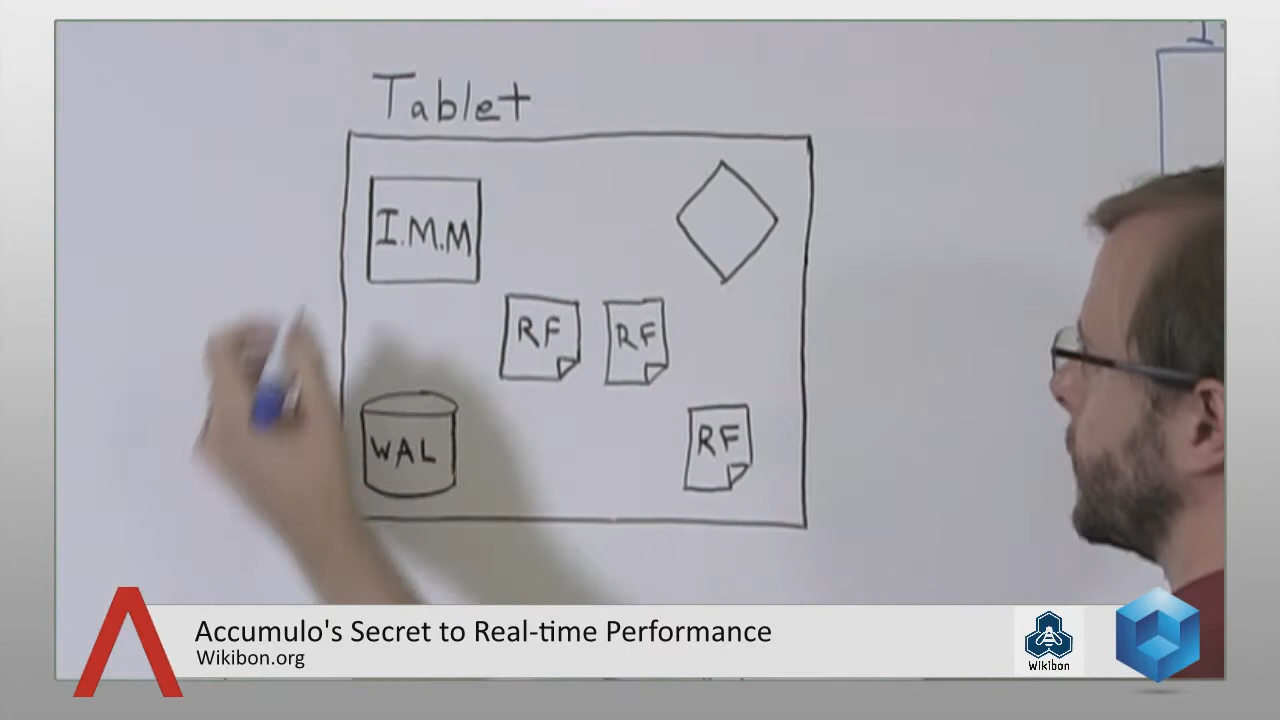 Tablet
I.M.M
RF
RF
WAL
RF
Accumulo's Secret to Real-time Performance
Wikibon.org
Wikibon